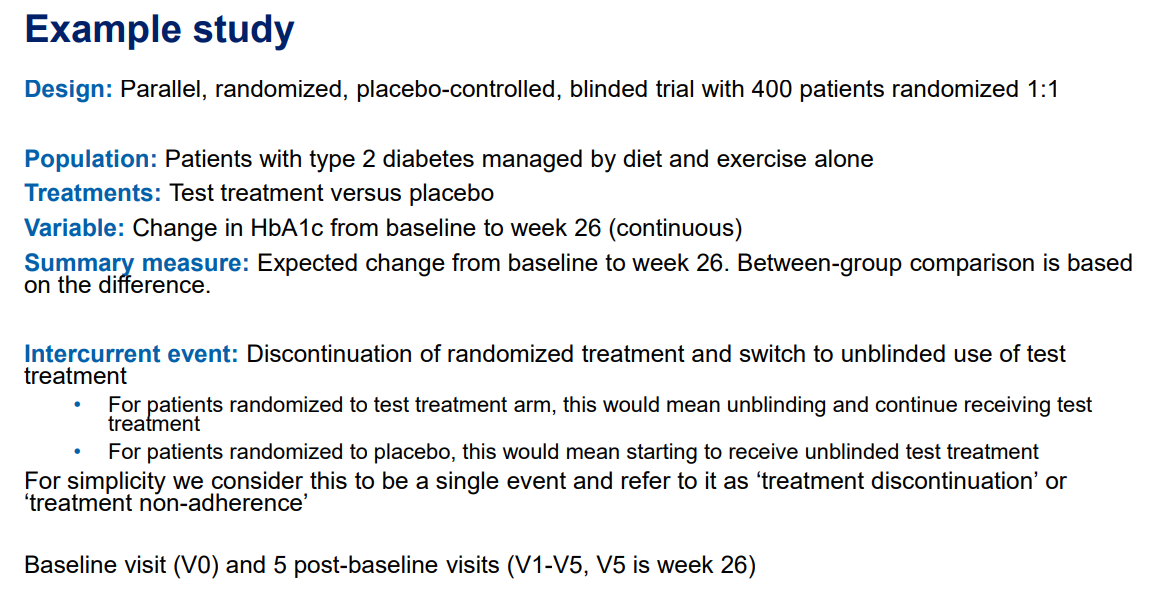 Example study
Design: Parallel, randomized, placebo-controlled, blinded trial with 400 patients randomized 1:1
Population: Patients with type 2 diabetes managed by diet and exercise alone
Treatments: Test treatment versus placebo
Variable: Change in HbA1c from baseline to week 26 (continuous)
Summary measure: Expected change from baseline to week 26. Between-group comparison is based
on the difference.
Intercurrent event: Discontinuation of randomized treatment and switch to unblinded use of test
treatment
• For patients randomized to test treatment arm, this would mean unblinding and continue receiving test
treatment
• For patients randomized to placebo, this would mean starting to receive unblinded test treatment
For simplicity we consider this to be a single event and refer to it as ‘treatment discontinuation’ or
‘treatment non-adherence’
Baseline visit (V0) and 5 post-baseline visits (V1-V5, V5 is week 26)